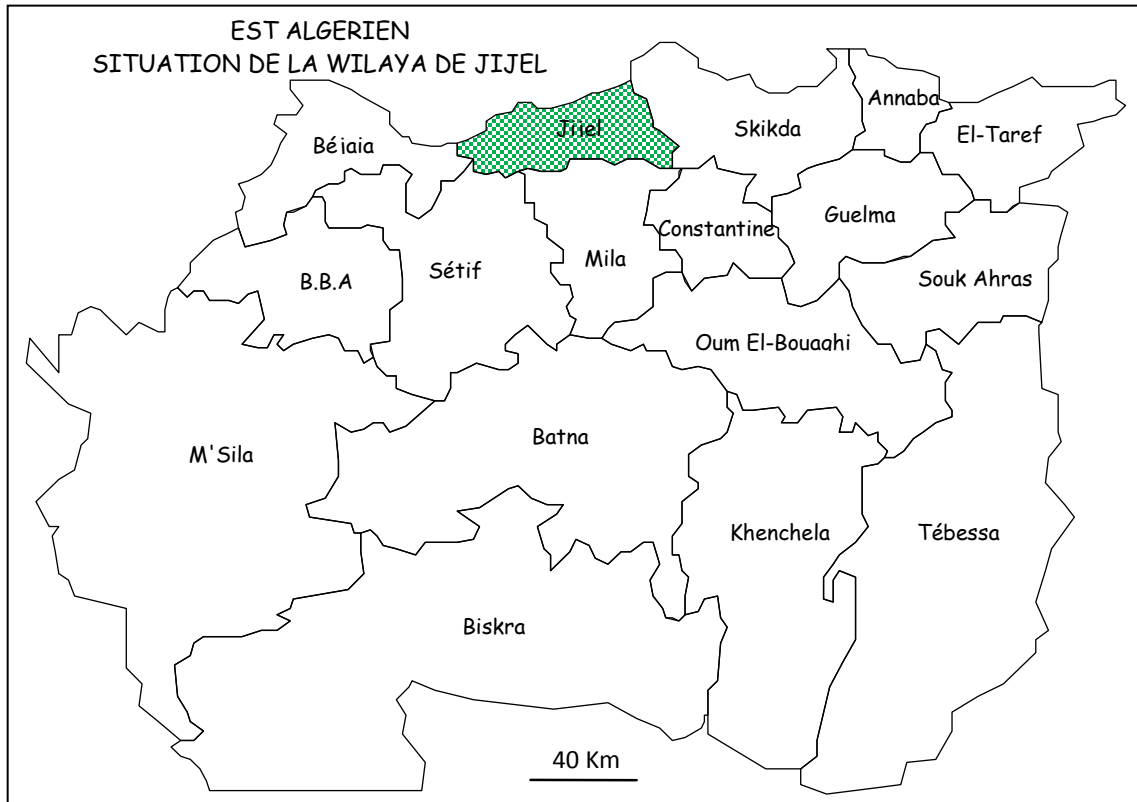 EST ALGERIEN
SITUATION DE LA WILAYA DE JIJEL
Annaba
Jijel
Skikda
El-Taref
Béjaia
Guelma
Constantine
Mila
Sétif
B.B.A
Souk Ahras
Oum El-Bouaghi
Batna
M'Sila
Khenchela
Tébessa
Biskra
40 Km